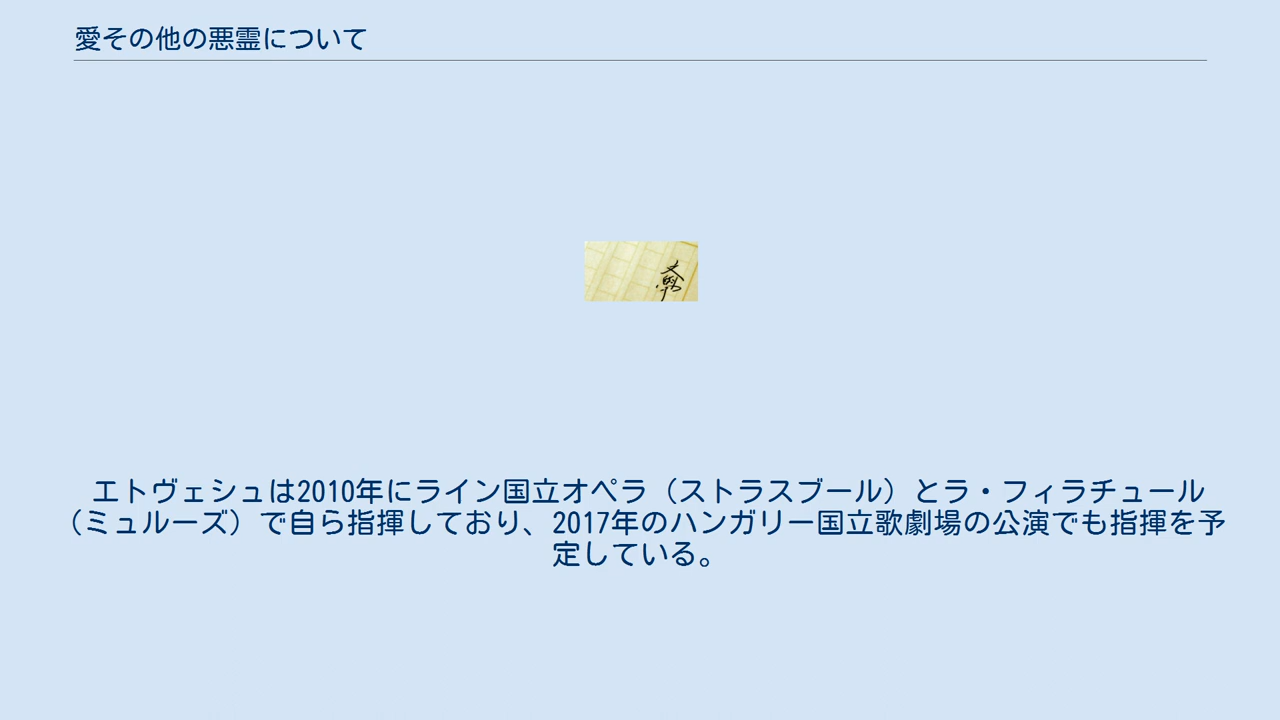 愛その他の悪霊について
エトヴェシュは2010年にライン国立オペラ（ストラスブール）とラ・フィラチュール
（ミュルーズ）で自ら指揮しており、2017年のハンガリー国立歌劇場の公演でも指揮を予
定している。